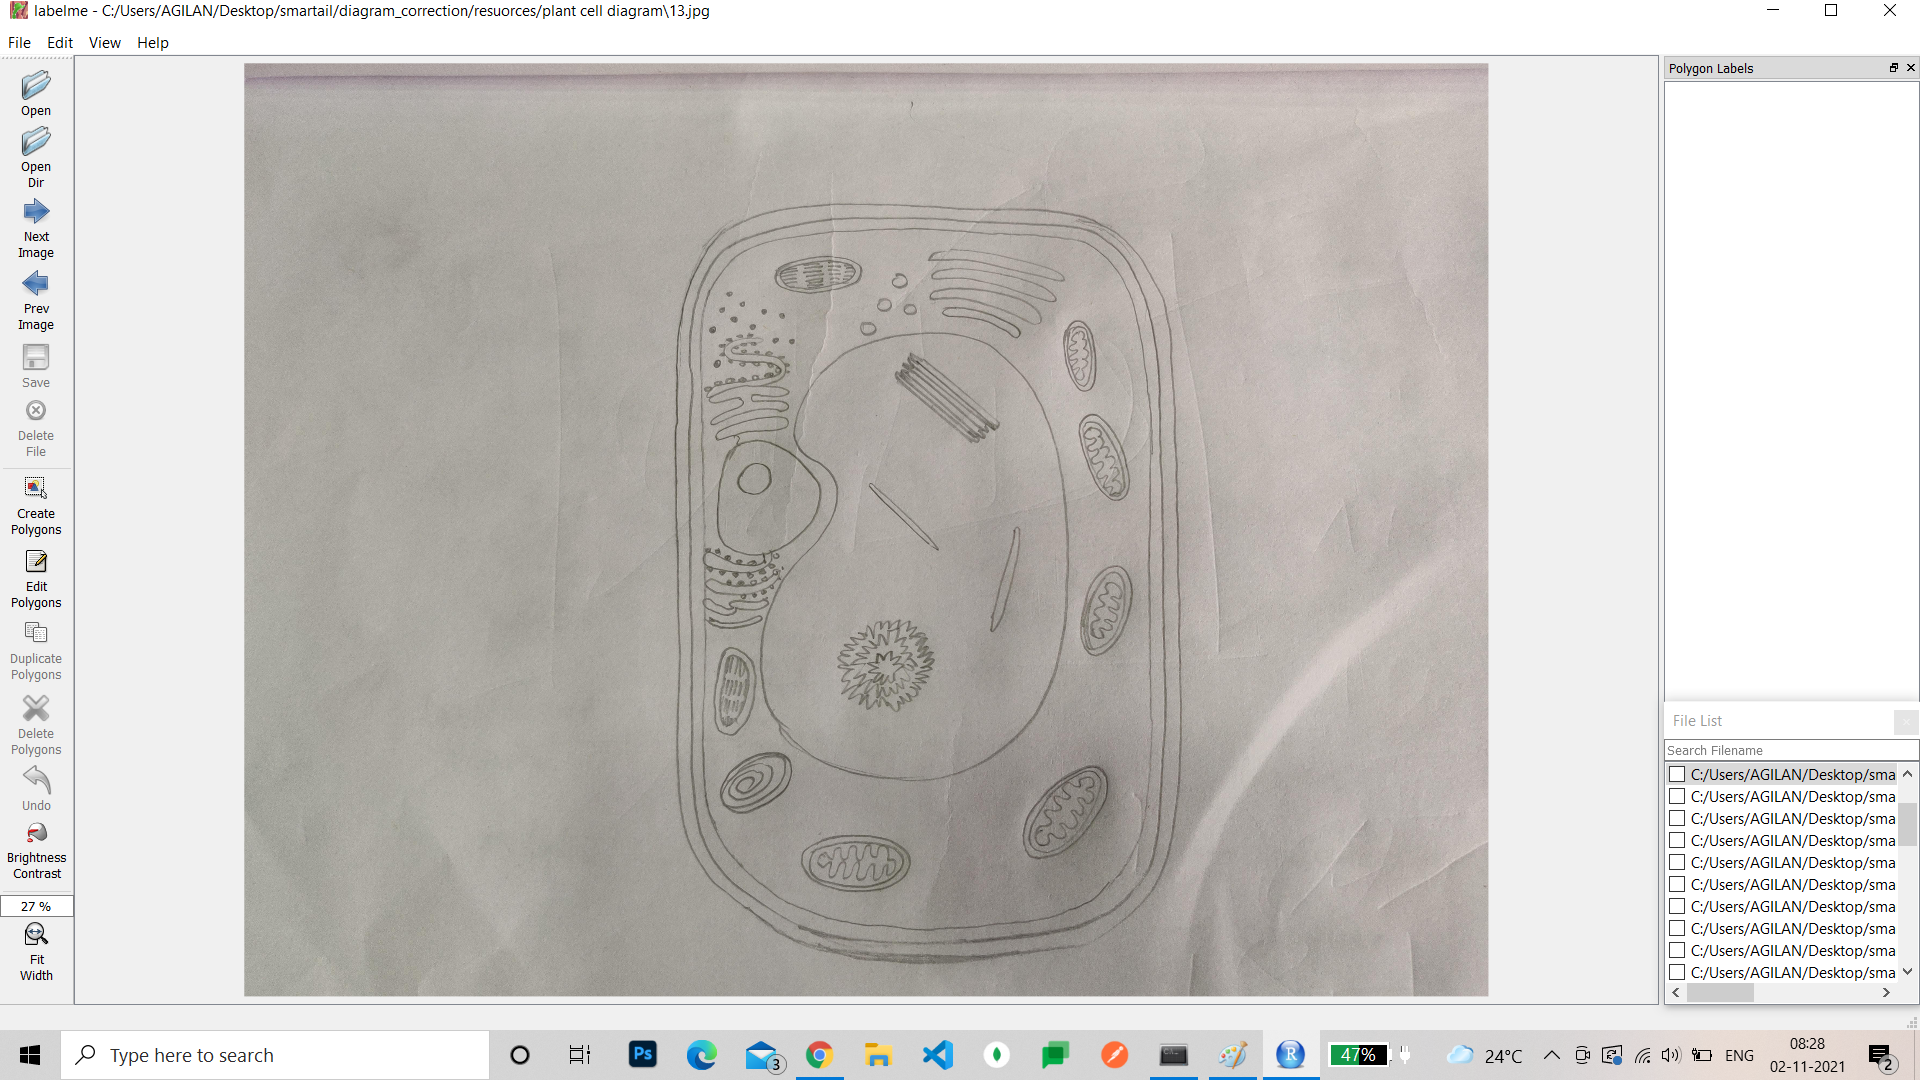 labelme - C:/Users/AGILAN/Desktop/smartail/diagram_correction/resuorces/plant cell diagram\13.jpg
File Edit View Help
Open
Open
Dir
Next
Image
Prev
Image
Save
Delete
File
Create
Polygons
Edit
Polygons
Duplicate
Polygons
Delete
Polygons
Undo
Brightness
Contrast
27 %
Fit
Width
Polygon Labels
File List
Search Filename
C:/Users/AGILAN/Desktop/sma
C:/Users/AGILAN/Desktop/sma
C:/Users/AGILAN/Desktop/sma
C:/Users/AGILAN/Desktop/sma
C:/Users/AGILAN/Desktop/sma
C:/Users/AGILAN/Desktop/sma
C:/Users/AGILAN/Desktop/sma
C:/Users/AGILAN/Desktop/sma
C:/Users/AGILAN/Desktop/sma
C:/Users/AGILAN/Desktop/sma
Type here to search
Ps
3
R
47%
24°C
ENG
08:28
02-11-2021
2